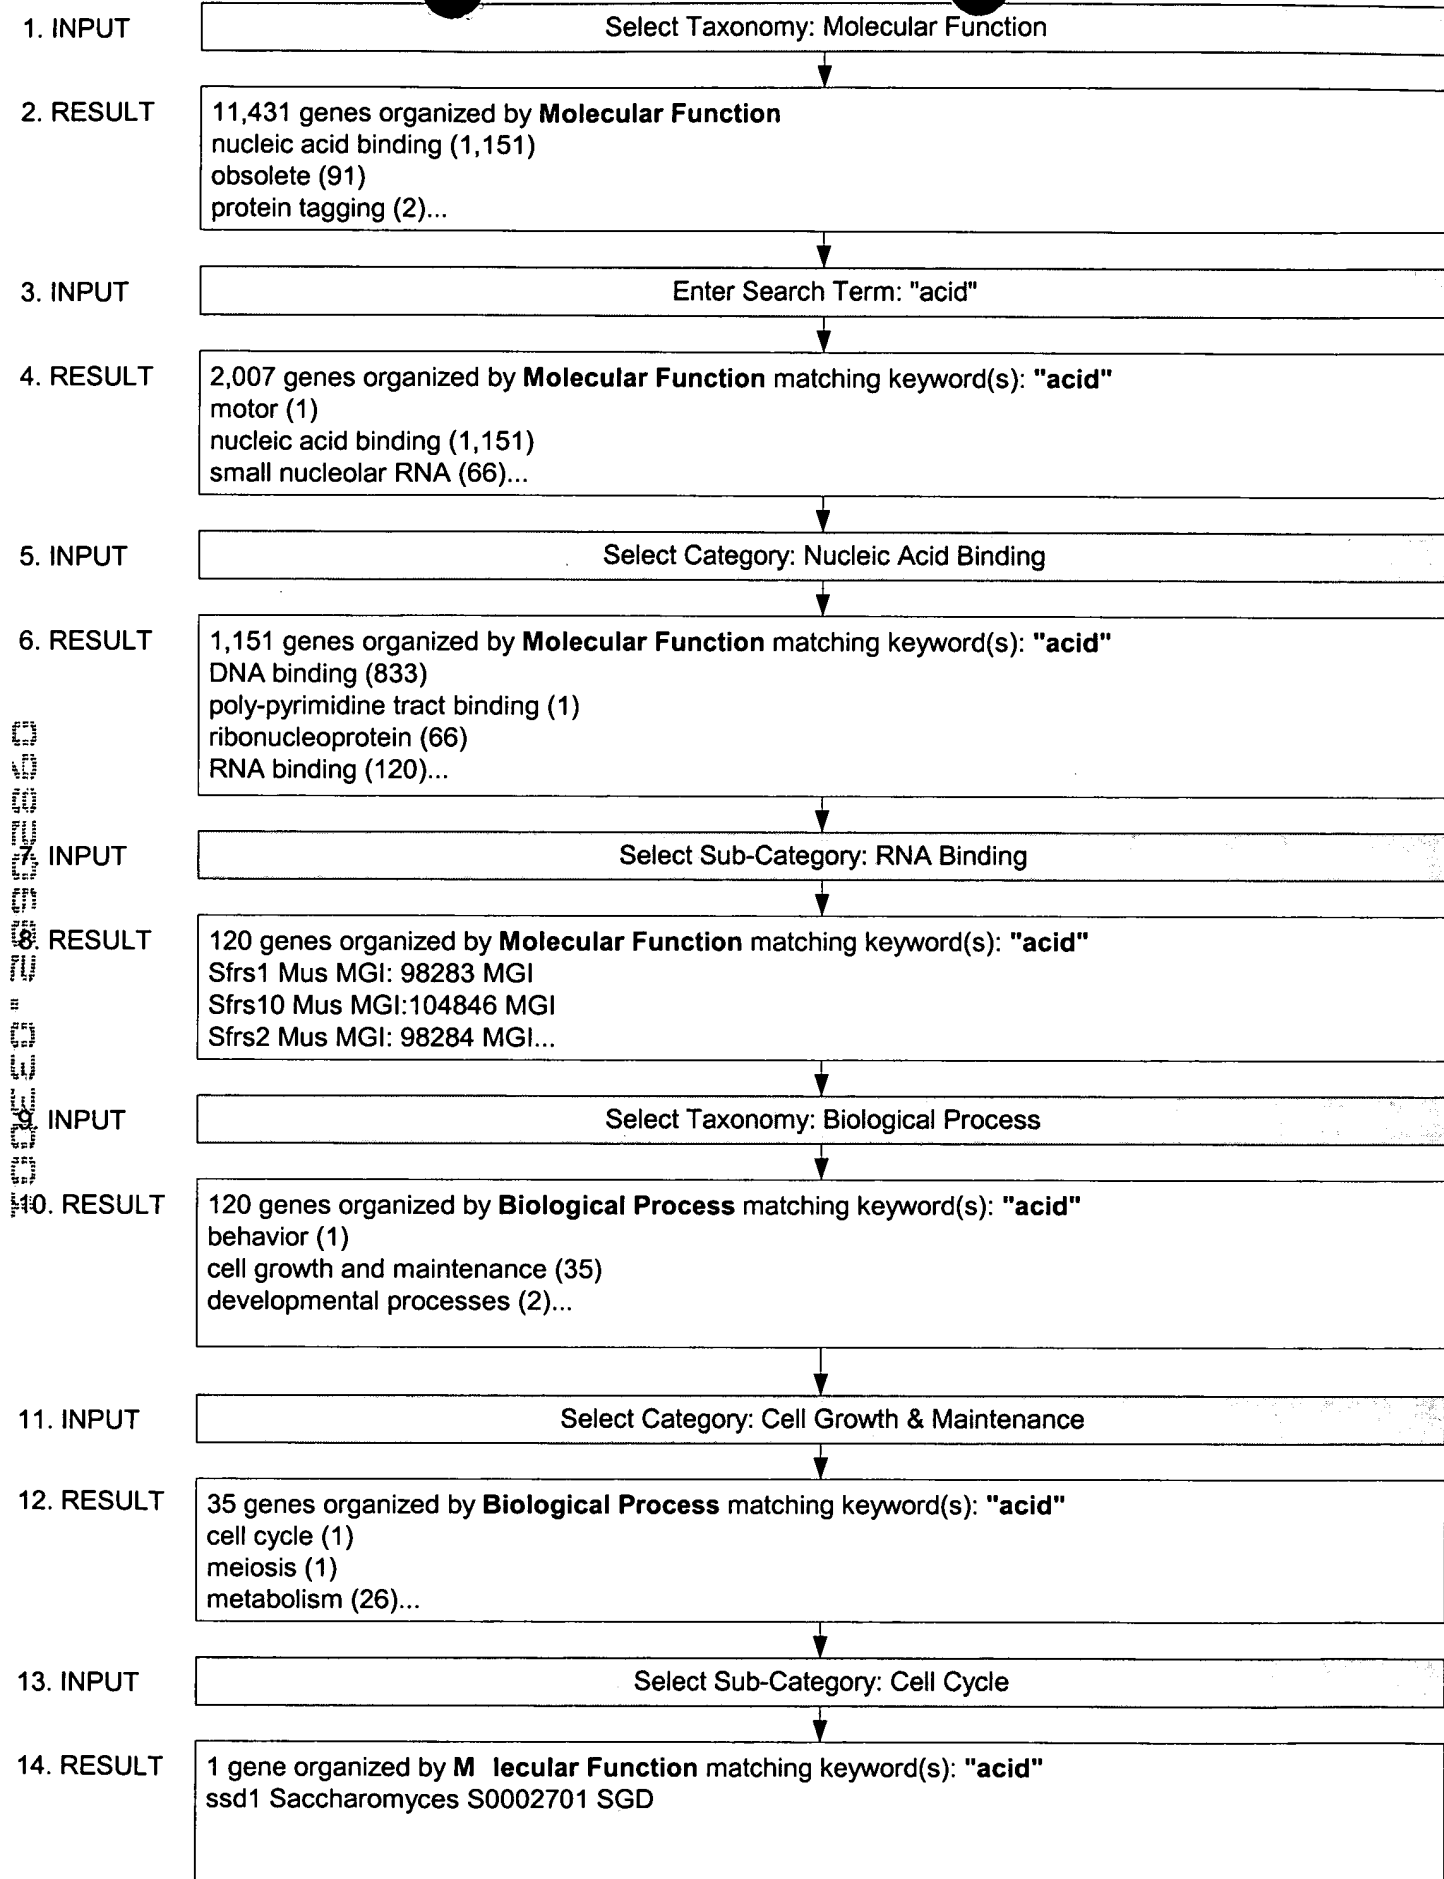 1. INPUT
Select Taxonomy: Molecular Function
2. RESULT
11,431 genes organized by Molecular Function
nucleic acid binding (1,151)
obsolete (91)
protein tagging (2)...
3. INPUT
Enter Search Term: "acid"
4. RESULT
2,007 genes organized by Molecular Function matching keyword(s): "acid"
motor (1)
nucleic acid binding (1,151)
small nucleolar RNA (66)...
5. INPUT
Select Category: Nucleic Acid Binding
6. RESULT
1,151 genes organized by Molecular Function matching keyword(s): "acid"
DNA binding (833)
poly-pyrimidine tract binding (1)
ribonucleoprotein (66)
RNA binding (120)...
7. INPUT
Select Sub-Category: RNA Binding
8. RESULT
120 genes organized by Molecular Function matching keyword(s): "acid"
Sfrs1 Mus MGI: 98283 MGI
Sfrs10 Mus MGI:104846 MGI
Sfrs2 Mus MGI: 98284 MGI...
9. INPUT
Select Taxonomy: Biological Process
10. RESULT
120 genes organized by Biological Process matching keyword(s): "acid"
behavior (1)
cell growth and maintenance (35)
developmental processes (2)...
11. INPUT
Select Category: Cell Growth & Maintenance
12. RESULT
35 genes organized by Biological Process matching keyword(s): "acid"
cell cycle (1)
meiosis (1)
metabolism (26)...
13. INPUT
Select Sub-Category: Cell Cycle
14. RESULT
1 gene organized by M lecular Function matching keyword(s): "acid"
ssd1 Saccharomyces S0002701 SGD